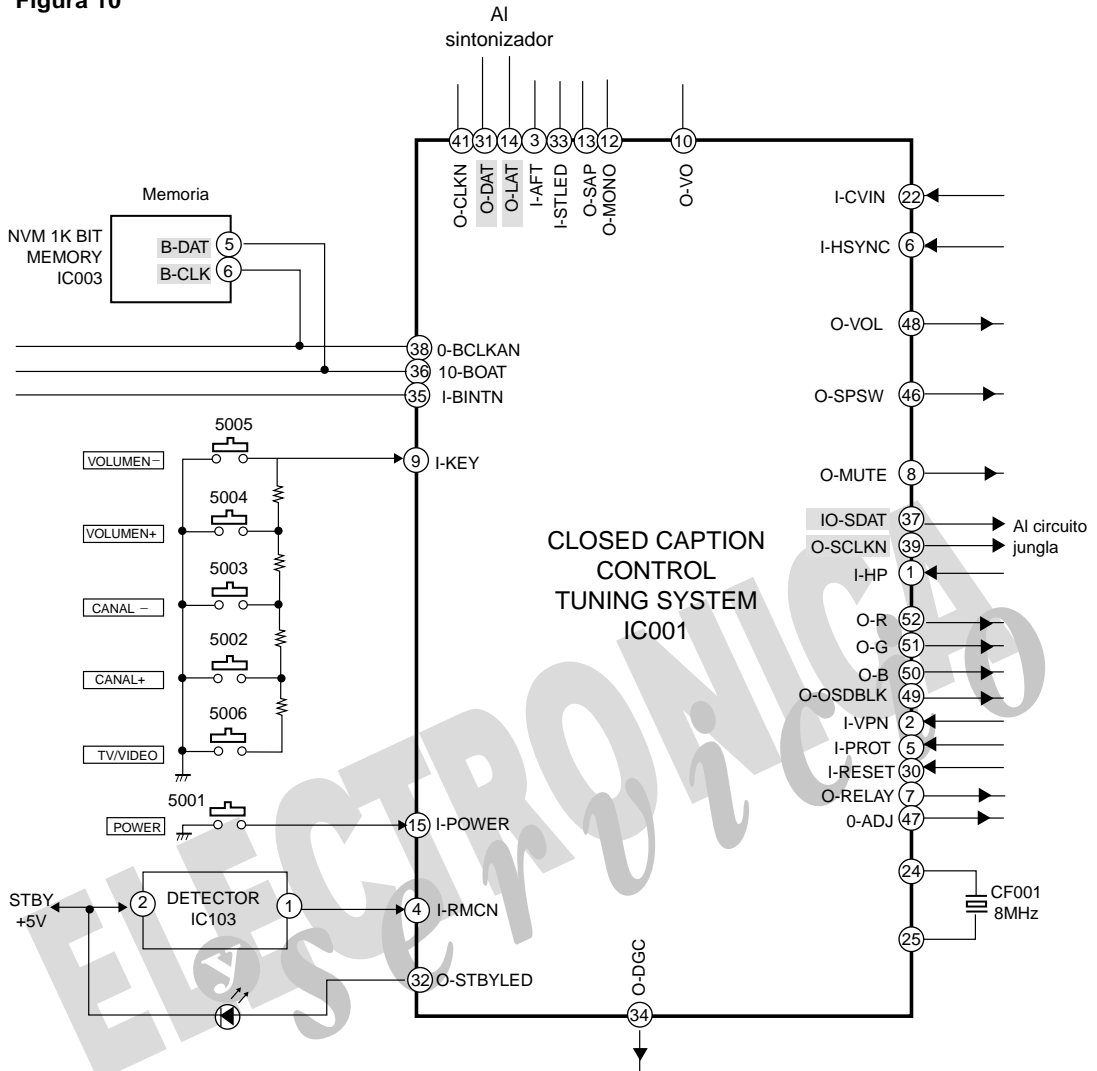 Figura 10
Al
sintonizador
41 31 14 3 33 13 12 10
O-CLKN
O-DAT
O-LAT
I-AFT
I-STLED
O-SAP
O-MONO
O-VO
Memoria
NVM 1K BIT
MEMORY
IC003
B-DAT 5
B-CLK 6
38 0-BCLKAN
36 10-BOAT
35 I-BINTN
9 I-KEY
5005
VOLUMEN–
5004
VOLUMEN+
5003
CANAL –
5002
CANAL+
5006
TV/VIDEO
5001
POWER
15 I-POWER
STBY
+5V
2 DETECTOR 1
IC103
4 I-RMCN
32 O-STBYLED
CLOSED CAPTION
CONTROL
TUNING SYSTEM
IC001
I-CVIN 22
I-HSYNC 6
O-VOL 48
O-SPSW 46
O-MUTE 8
IO-SDAT 37
O-SCLKN 39
Al circuito
jungla
I-HP 1
O-R 52
O-G 51
O-B 50
O-OSDBLK 49
I-VPN 2
I-PROT 5
I-RESET 30
O-RELAY 7
0-ADJ 47
24
CF001
8MHz
25
O-DGC
34
ELECTRONICA
y servicio